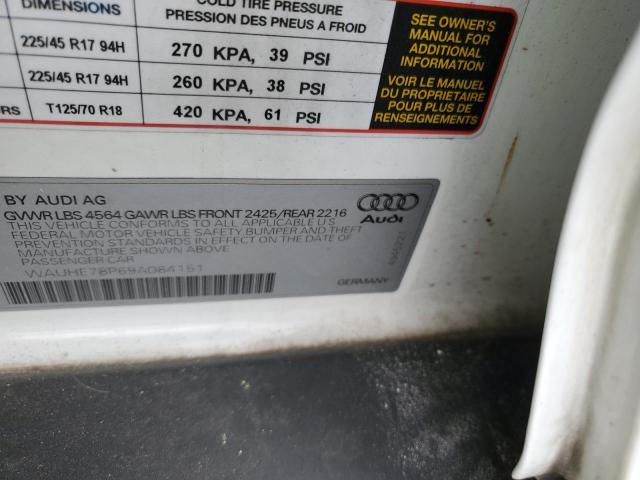 DIMENSIONS
COLD TIRE PRESSURE
PRESSION DES PNEUS A FROID
225/45 R17 94H 270 KPA, 39 PSI
225/45 R17 94H 260 KPA, 38 PSI
T125/70 R18 420 KPA, 61 PSI
SEE OWNER'S
MANUAL FOR
ADDITIONAL
INFORMATION
VOIR LE MANUEL
DU PROPRIETAIRE
POUR PLUS DE
RENSEIGNEMENTS
BY AUDI AG
GVWR LBS 4564 GAWR LBS FRONT 2425/REAR 2216
THIS VEHICLE CONFORMS TO ALL APPLICABLE U.S.
FEDERAL MOTOR VEHICLE SAFETY BUMPER AND THEFT
PREVENTION STANDARDS IN EFFECT ON THE DATE OF
MANUFACTURE SHOWN ABOVE
PASSENGER CAR
WAUHE78P69A084151
Audi
GERMANY